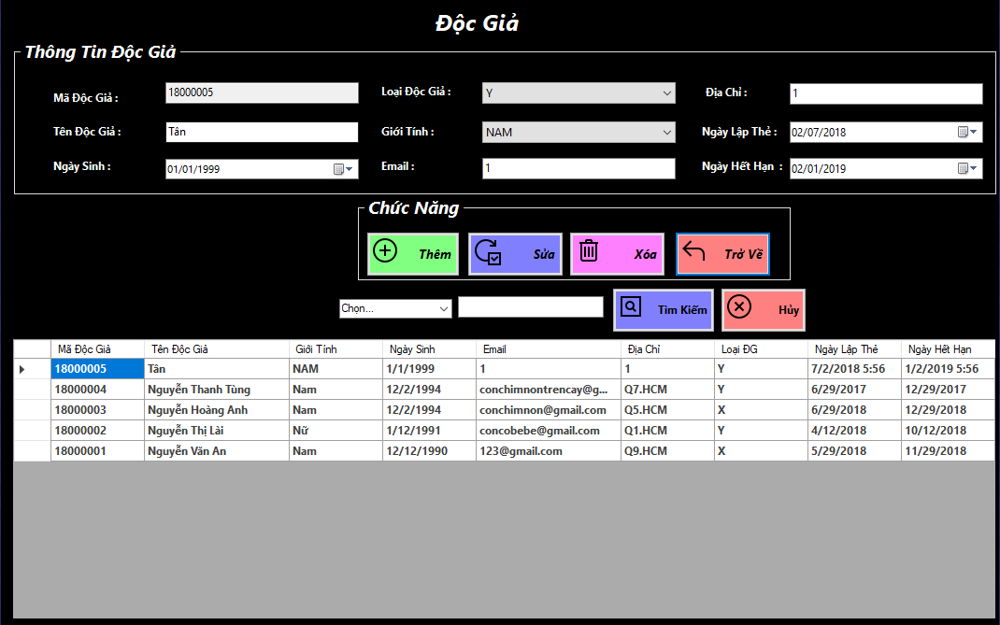 Độc Giả
Thông Tin Độc Giả
Mã Độc Giả : 18000005 Loại Độc Giả : Y Địa Chỉ : 1
Tên Độc Giả : Tân Giới Tính : NAM Ngày Lập Thẻ : 02/07/2018
Ngày Sinh : 01/01/1999 Email : 1 Ngày Hết Hạn : 02/01/2019
Chức Năng
Thêm Sửa Xóa Trở Về
Chọn... Tìm Kiếm Hủy
Mã Độc Giả Tên Độc Giả Giới Tính Ngày Sinh Email Địa Chỉ Loại ĐG Ngày Lập Thẻ Ngày Hết Hạn
18000005 Tân NAM 1/1/1999 1 1 Y 7/2/2018 5:56 1/2/2019 5:56
18000004 Nguyễn Thanh Tùng Nam 12/2/1994 conchimnontrencay@g... Q7.HCM Y 6/29/2017 12/29/2017
18000003 Nguyễn Hoàng Anh Nam 12/2/1994 conchimnon@gmail.com Q5.HCM X 6/29/2018 12/29/2018
18000002 Nguyễn Thị Lài Nữ 1/12/1991 concobebe@gmail.com Q1.HCM Y 4/12/2018 10/12/2018
18000001 Nguyễn Văn An Nam 12/12/1990 123@gmail.com Q9.HCM X 5/29/2018 11/29/2018